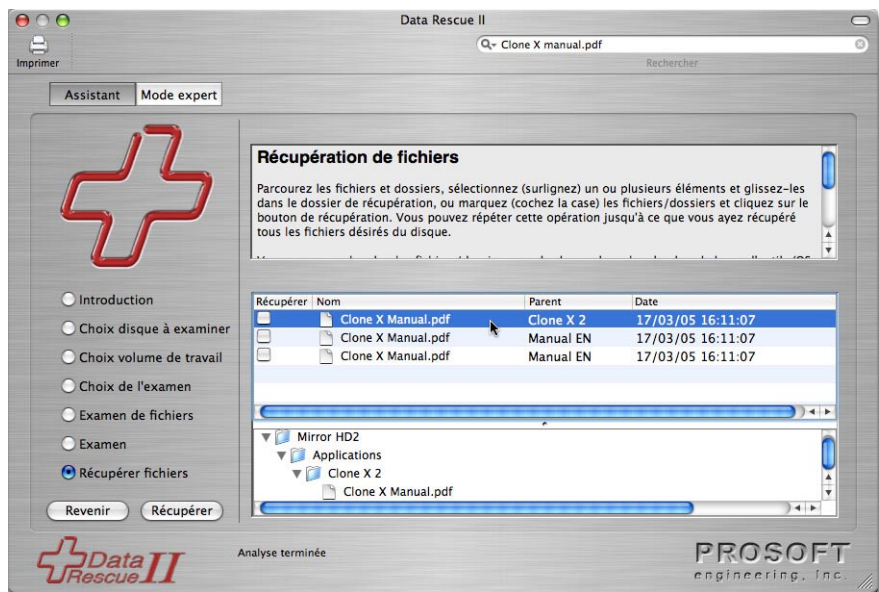 Data Rescue II
Imprimer
Clone X manual.pdf
Rechercher
Assistant
Mode expert
Récupération de fichiers
Parcourez les fichiers et dossiers, sélectionnez (surlignez) un ou plusieurs éléments et glissez-les
dans le dossier de récupération, ou marquez (cochez la case) les fichiers/dossiers et cliquez sur le
bouton de récupération. Vous pouvez répéter cette opération jusqu'à ce que vous ayez récupéré
tous les fichiers désirés du disque.
Introduction
Choix disque à examiner
Choix volume de travail
Choix de l'examen
Examen de fichiers
Examen
Récupérer fichiers
Revenir
Récupérer
Récupérer Nom Parent Date
Clone X Manual.pdf Clone X 2 17/03/05 16:11:07
Clone X Manual.pdf Manual EN 17/03/05 16:11:07
Clone X Manual.pdf Manual EN 17/03/05 16:11:07
Mirror HD2
Applications
Clone X 2
Clone X Manual.pdf
Data
Rescue II
Analyse terminée
PROSOFT
engineering, inc.